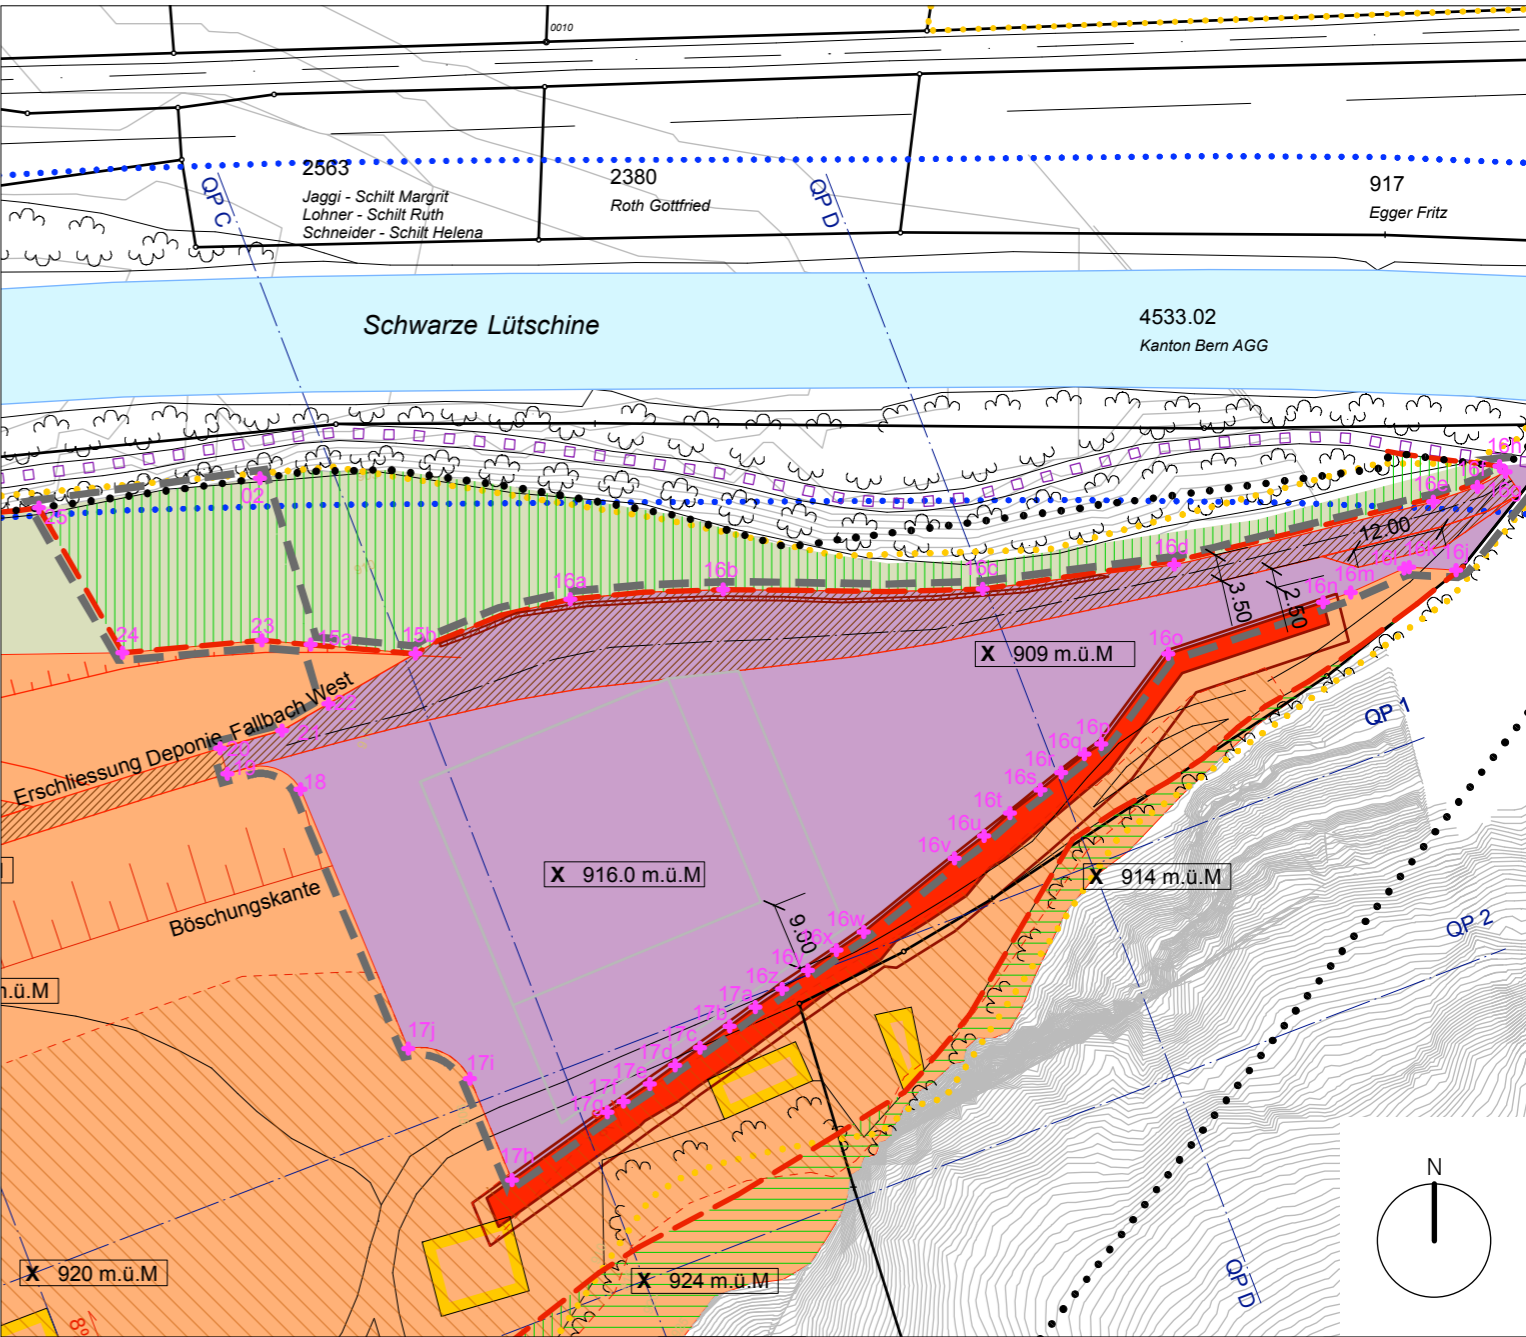 0010
2563
Jaggi - Schilt Margrit
Lohner - Schilt Ruth
Schneider - Schilt Helena
QP C
2380
Roth Gottfried
QP D
917
Egger Fritz
Schwarze Lütschine
4533.02
Kanton Bern AGG
16h
02
25
16e
12.00
16a
16b
16c
16d
16l
16k
16j
16n
16m
3.50
2.50
24
23
15a
15b
16o
X 909 m.ü.M
22
21
20
19
18
Erschliessung Deponie Fallbach West
QP 1
16p
16q
16r
16s
16t
16u
16v
X 916.0 m.ü.M
X 914 m.ü.M
Böschungskante
QP 2
9.00
16w
16x
16y
16z
17a
17b
17c
17d
17e
17f
17g
17h
17i
17j
n.ü.M
N
X 920 m.ü.M
X 924 m.ü.M
QP D